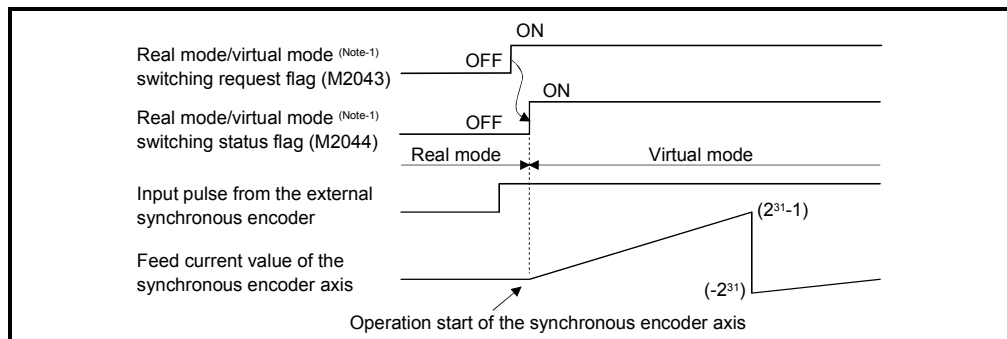 ON
Real mode/virtual mode (Note-1)
OFF
switching request flag (M2043)
ON
Real mode/virtual mode (Note-1)
OFF
switching status flag (M2044)
Real mode
Virtual mode
Input pulse from the external
synchronous encoder
(2³¹-1)
Feed current value of the
synchronous encoder axis
(-2³¹)
Operation start of the synchronous encoder axis